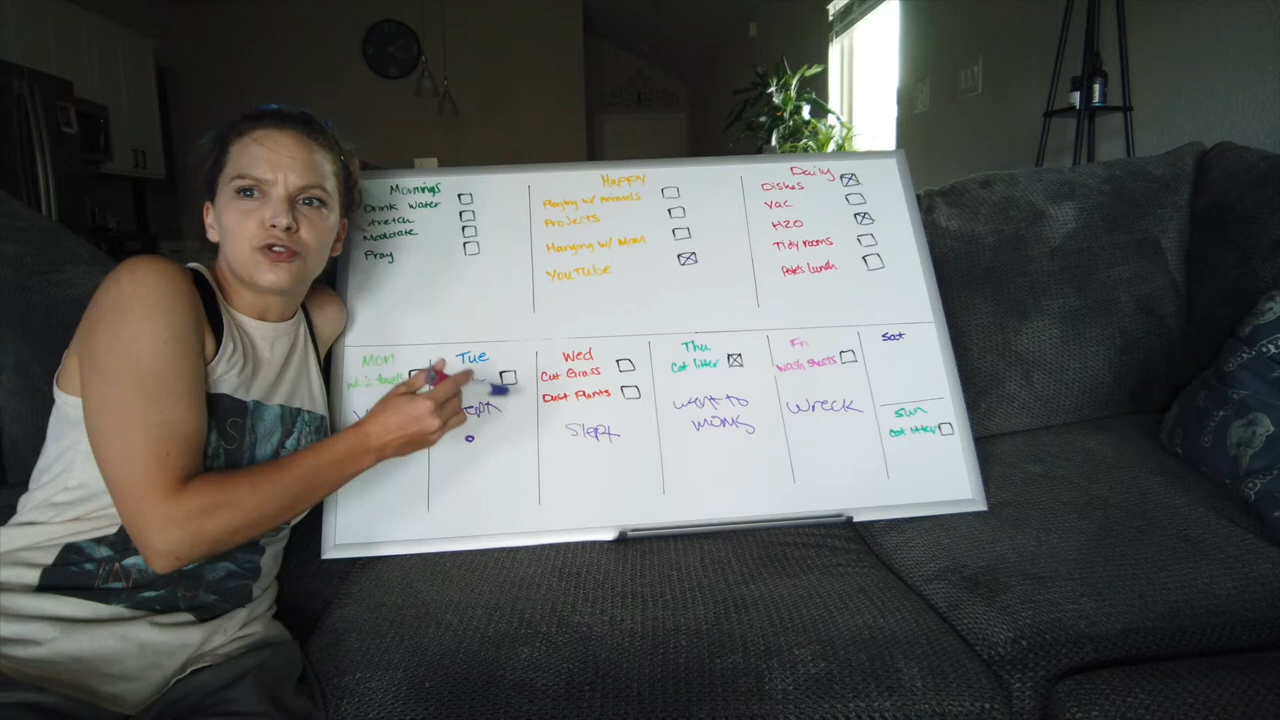 Mornings
Drink Water
stretch
Meditate
Pray
Happy
Playing w/ Animals
Projects
Hanging w/ Mom
YouTube
Daily
Dishes
Vac
H2O
Tidy rooms
Pete's lunch
Mon
towels
Tue
slept
Wed
Cut Grass
Dust Plants
Slept
Thu
Cat litter
went to
moms
Fri
Wash sheets
Wreck
Sat
Sun
Cat litter